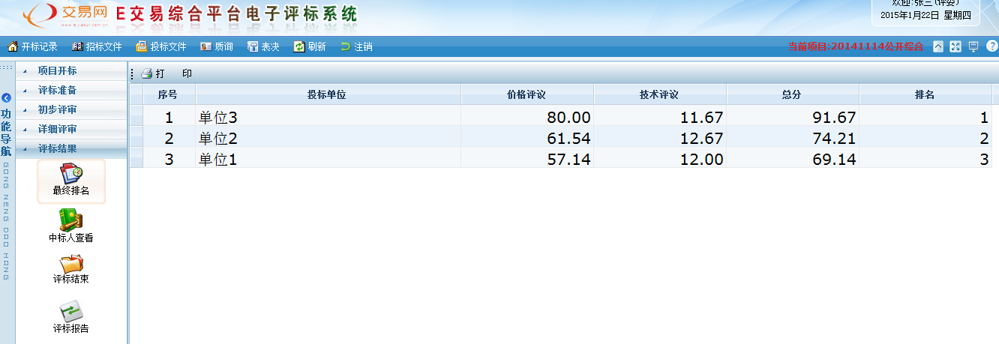 交易网
www.e-jiaoyi.com.cn
E交易综合平台电子评标系统
欢迎:张三(评委)
2015年1月22日 星期四
开标记录 招标文件 投标文件 质询 表决 刷新 注销
当前项目:20141114公开综合
功能导航
GONG NENG DAO HANG
项目开标
评标准备
初步评审
详细评审
评标结果
最终排名
中标人查看
评标结束
评标报告
打 印
序号 投标单位 价格评议 技术评议 总分 排名
1 单位3 80.00 11.67 91.67 1
2 单位2 61.54 12.67 74.21 2
3 单位1 57.14 12.00 69.14 3